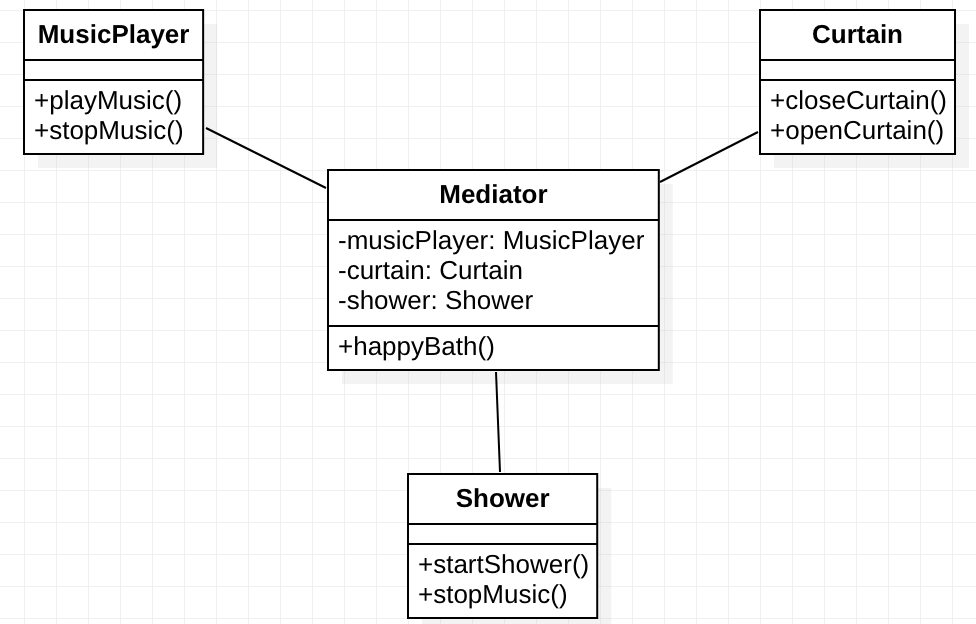 MusicPlayer
+playMusic()
+stopMusic()
Curtain
+closeCurtain()
+openCurtain()
Mediator
-musicPlayer: MusicPlayer
-curtain: Curtain
-shower: Shower
+happyBath()
Shower
+startShower()
+stopMusic()